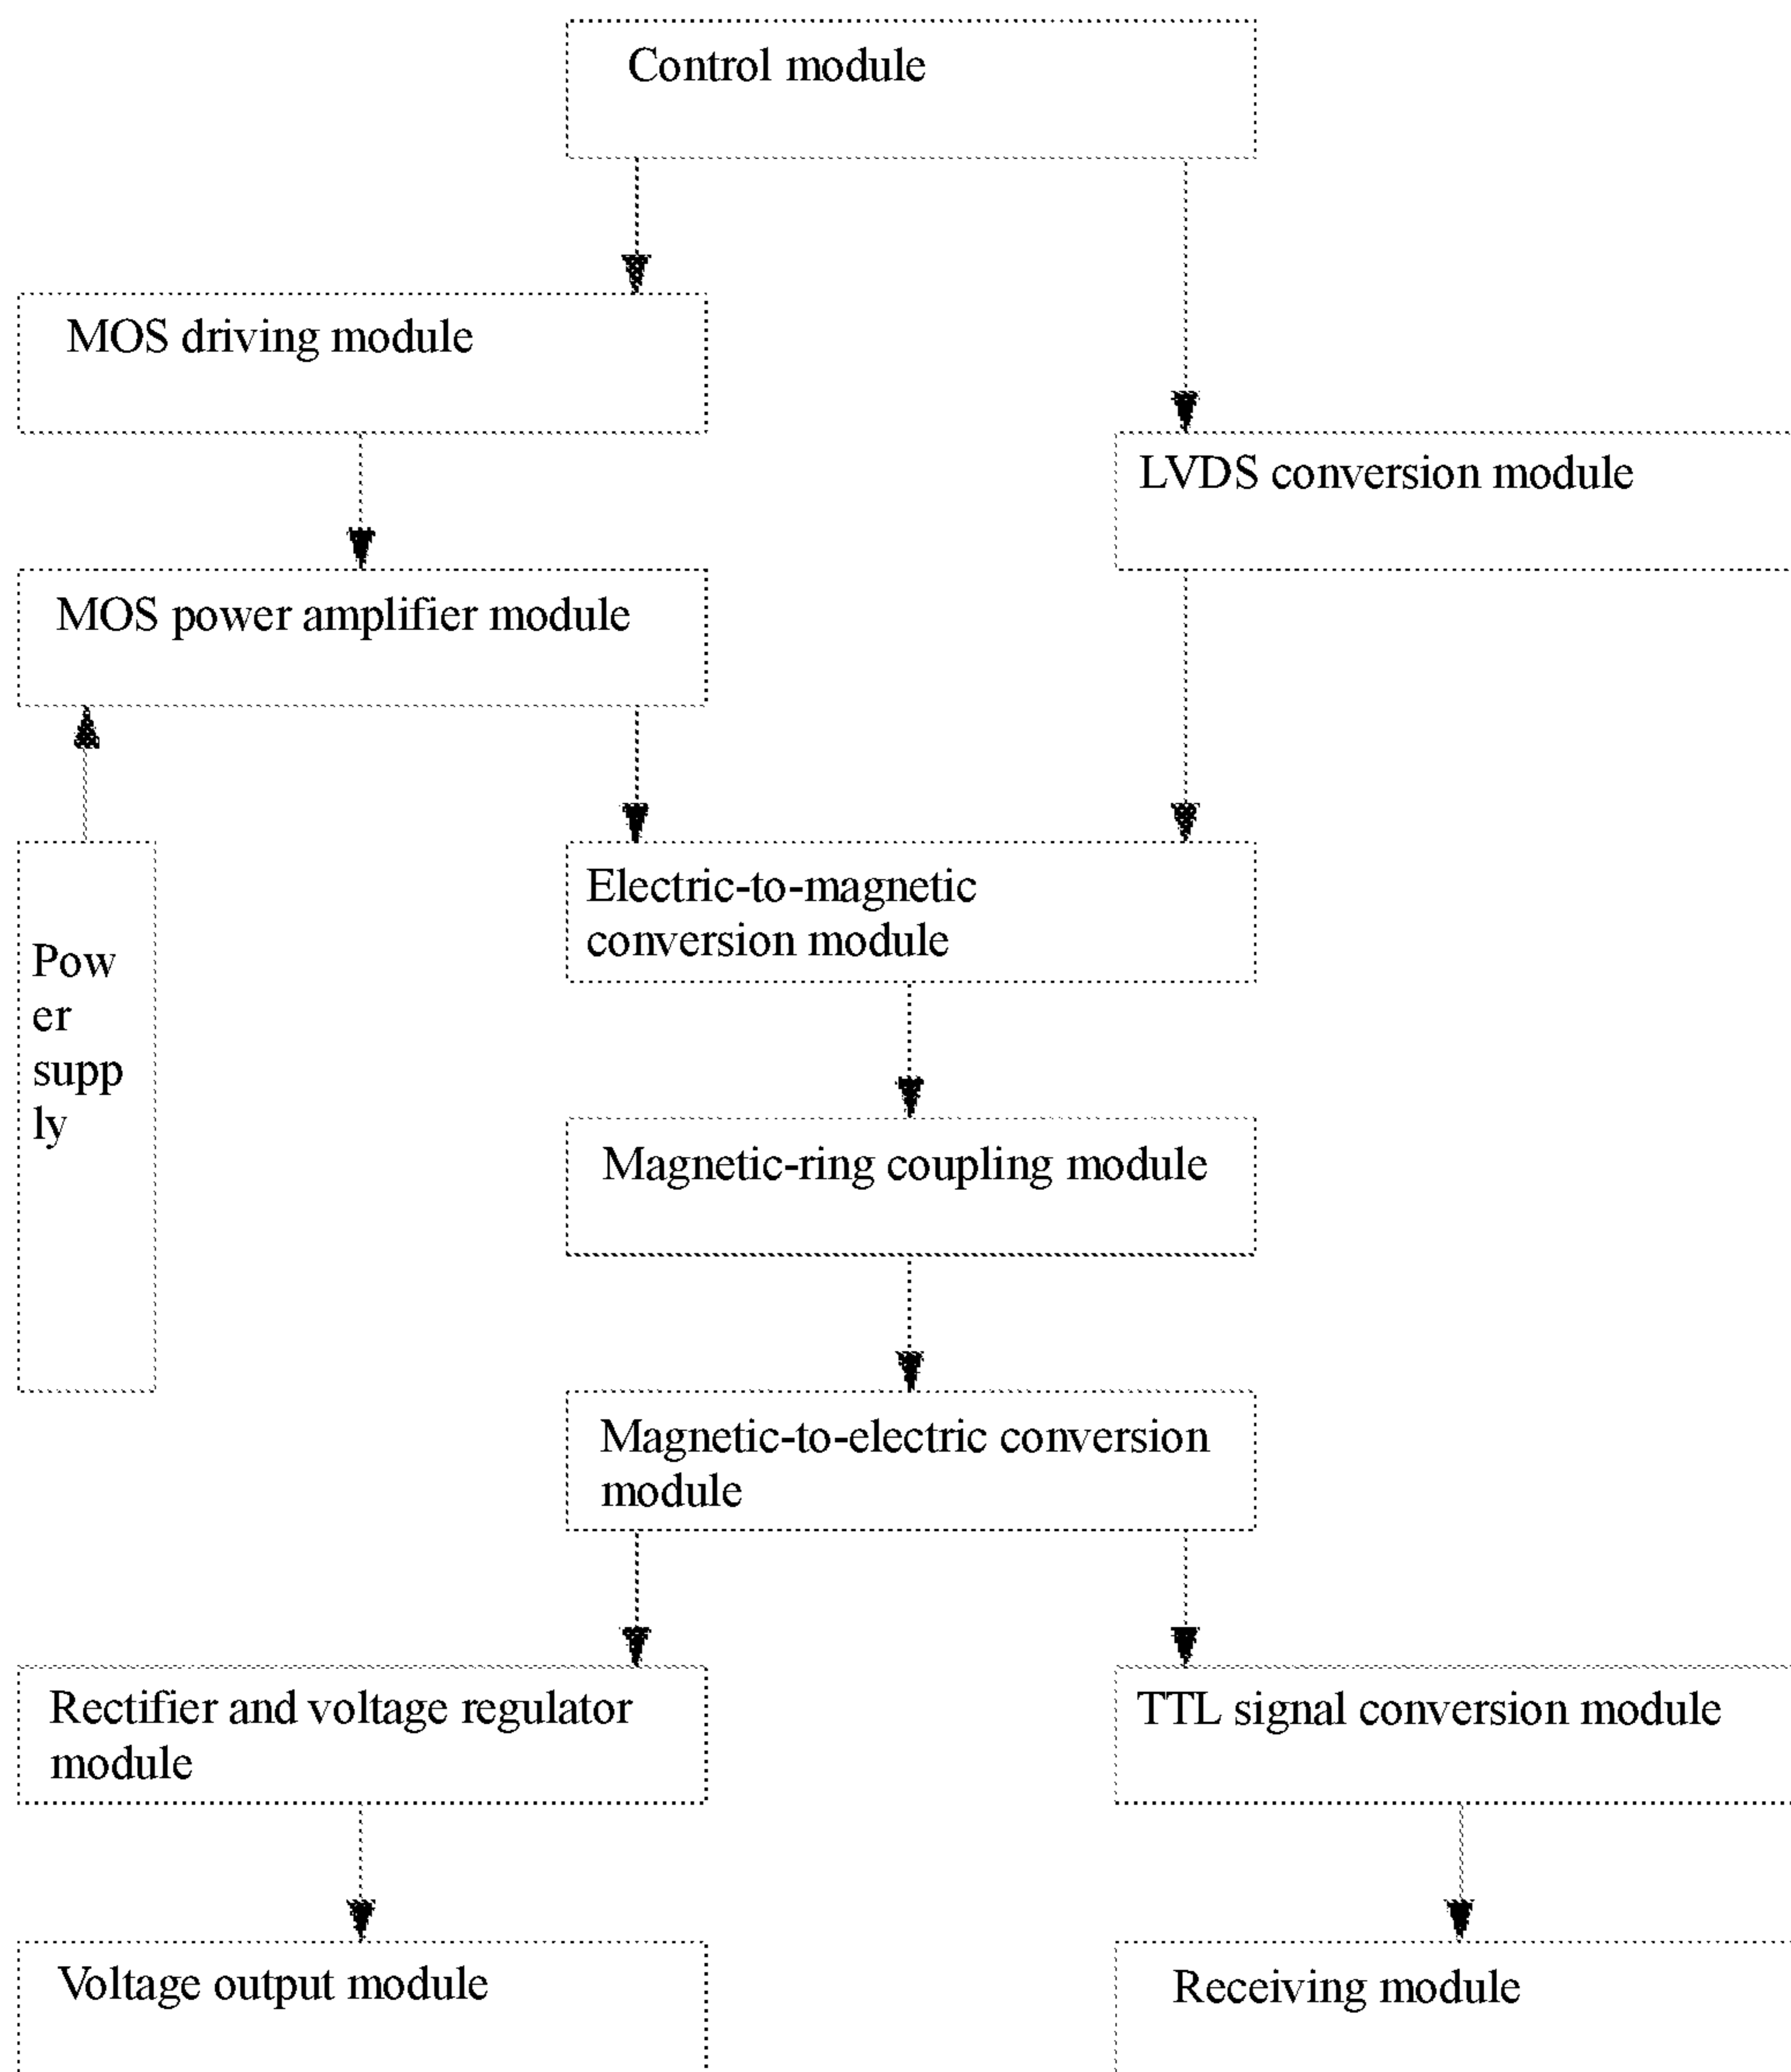 Control module
MOS driving module
LVDS conversion module
MOS power amplifier module
Electric-to-magnetic
conversion module
Pow
er
supp
ly
Magnetic-ring coupling module
Magnetic-to-electric conversion
module
Rectifier and voltage regulator
module
TTL signal conversion module
Voltage output module
Receiving module